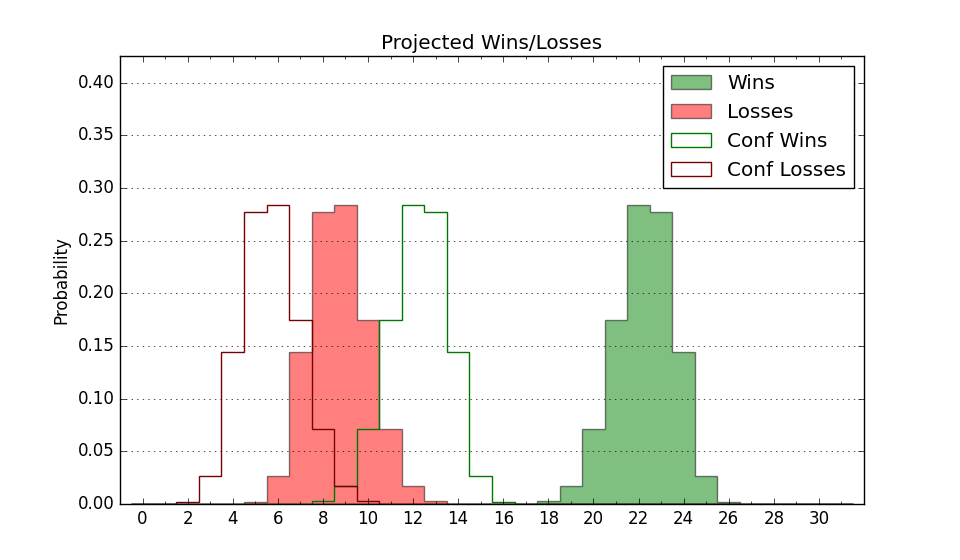 Projected Wins/Losses
0.40
0.35
0.30
0.25
0.20
0.15
0.10
0.05
0.00
Probability
Wins
Losses
Conf Wins
Conf Losses
0 2 4 6 8 10 12 14 16 18 20 22 24 26 28 30